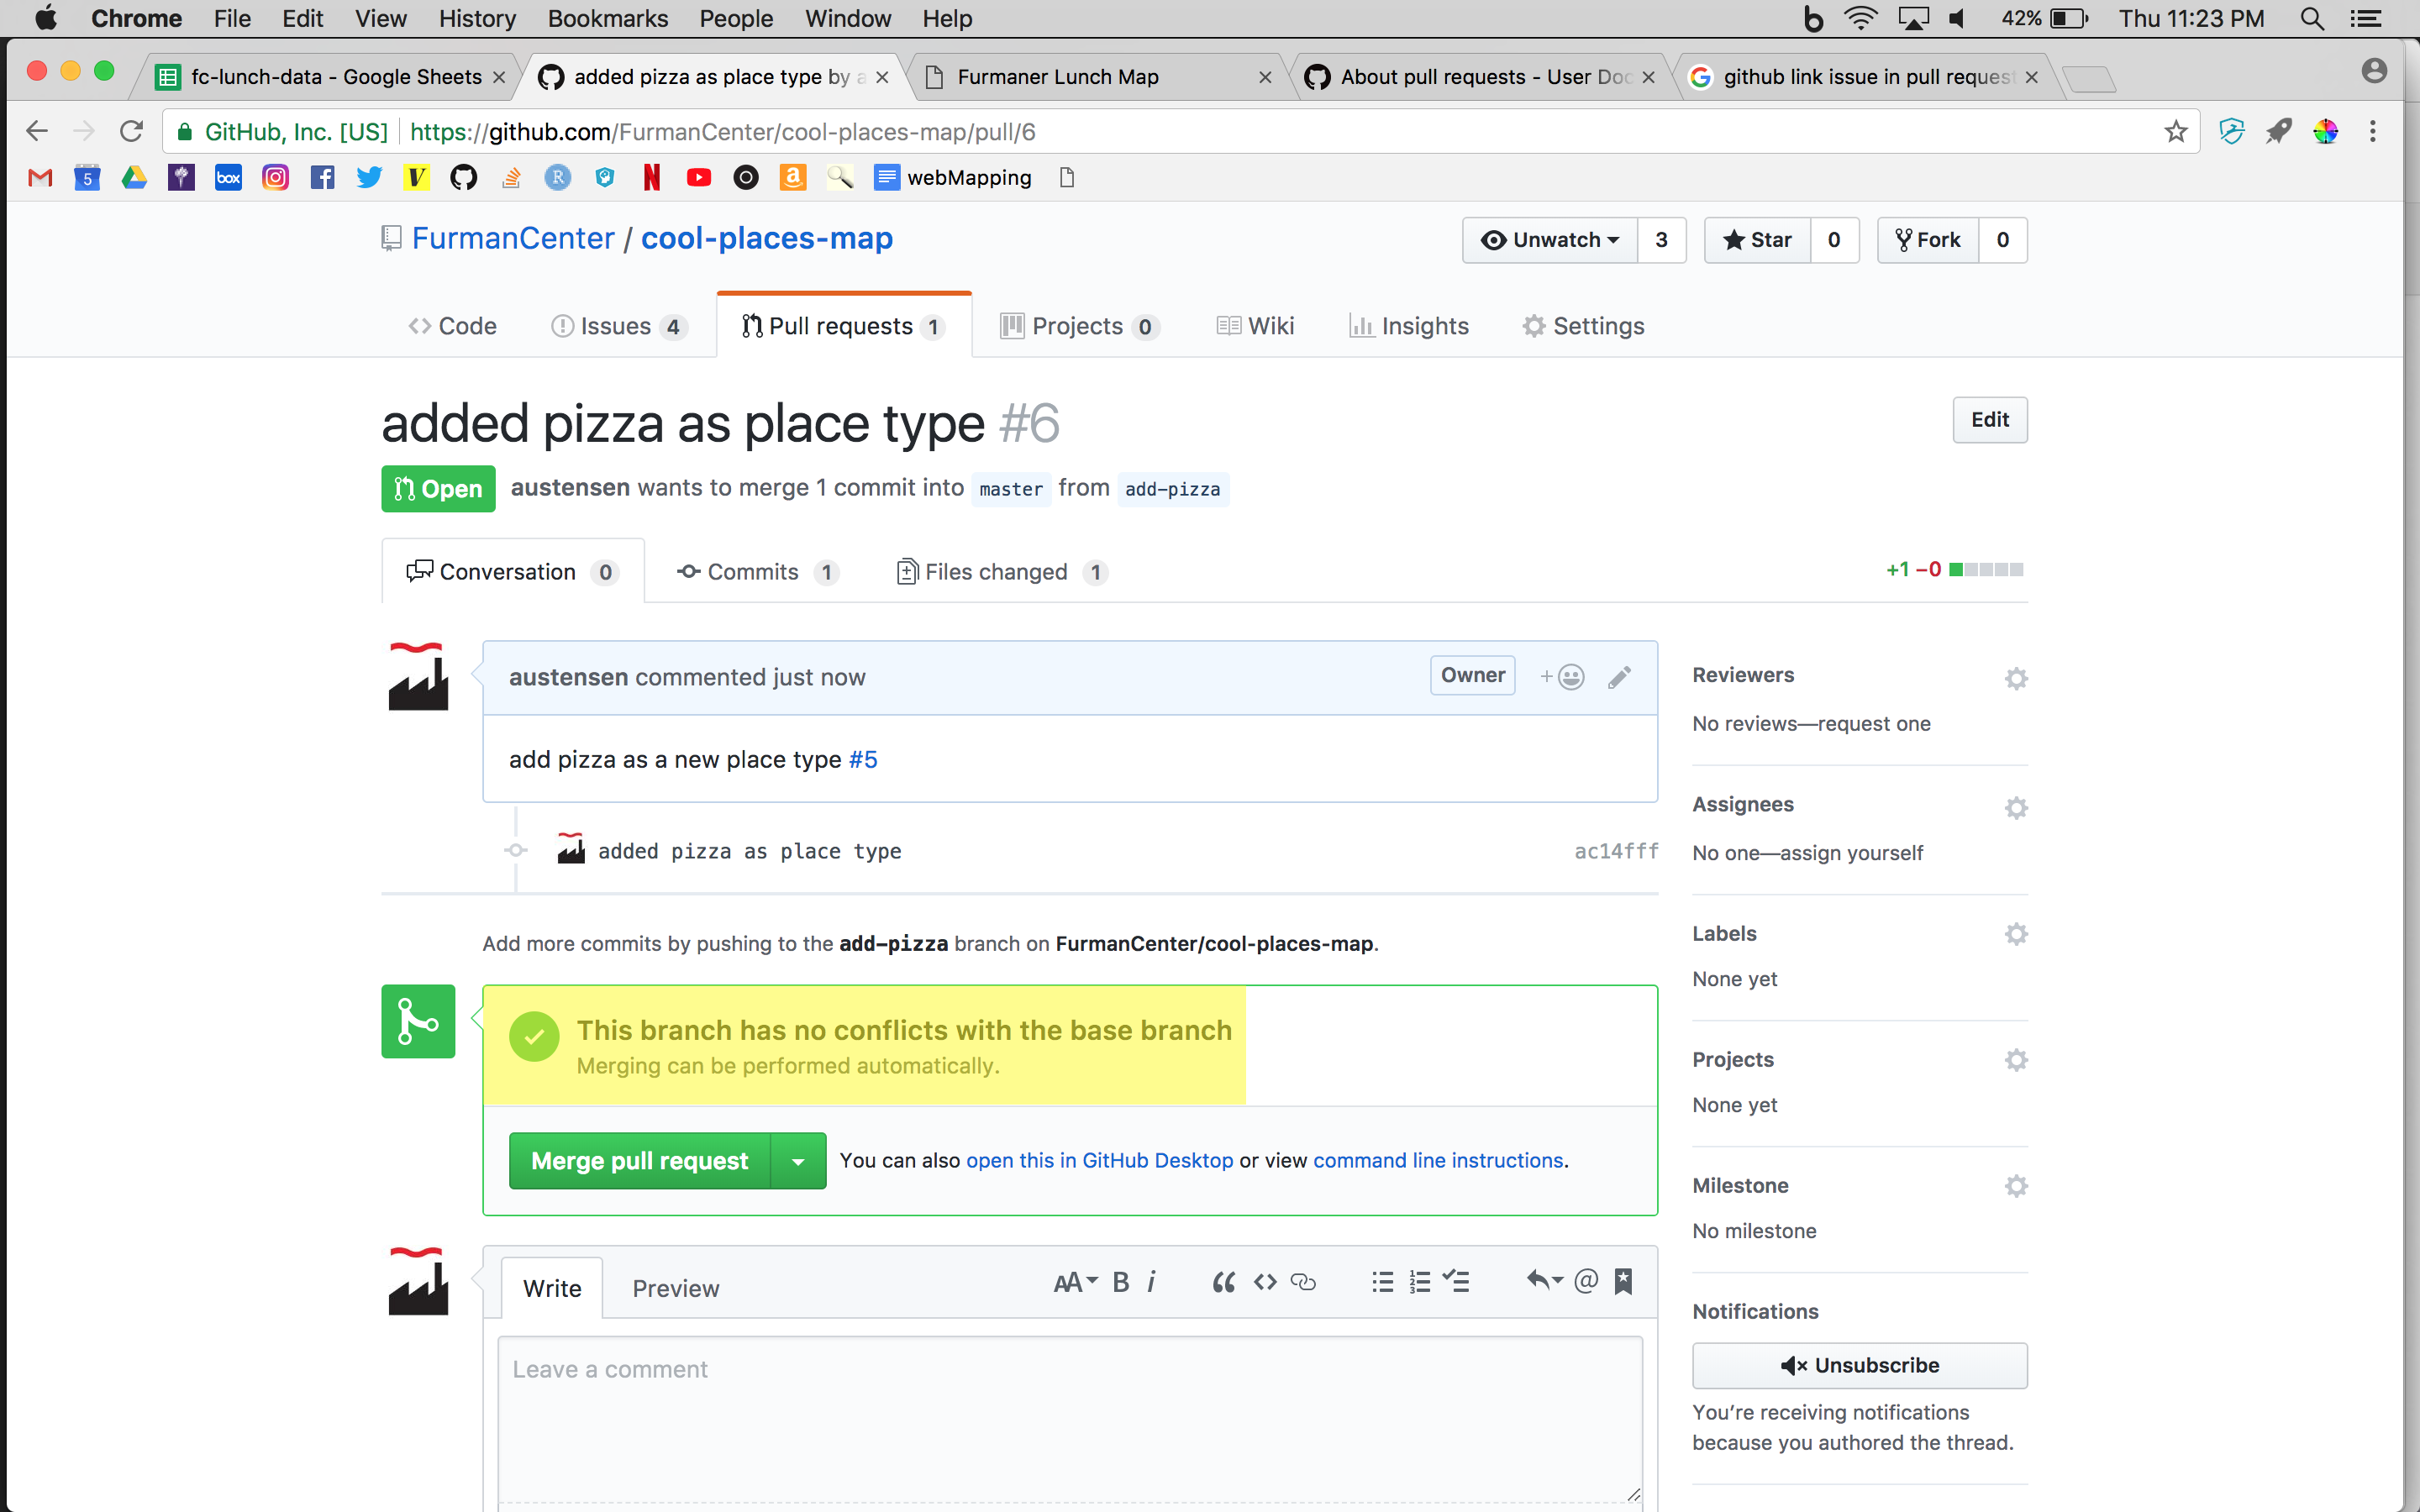 Chrome File Edit View History Bookmarks People Window Help 42% Thu 11:23 PM
fc-lunch-data - Google Sheets added pizza as place type by a Furmaner Lunch Map About pull requests - User Doc github link issue in pull request
GitHub, Inc. [US] https://github.com/FurmanCenter/cool-places-map/pull/6
5 box V R N a webMapping
FurmanCenter / cool-places-map Unwatch 3 Star 0 Fork 0
Code Issues 4 Pull requests 1 Projects 0 Wiki Insights Settings
added pizza as place type #6 Edit
Open austensen wants to merge 1 commit into master from add-pizza
Conversation 0 Commits 1 Files changed 1 +1 −0
austensen commented just now Owner +
add pizza as a new place type #5
added pizza as place type ac14fff
Add more commits by pushing to the add-pizza branch on FurmanCenter/cool-places-map.
This branch has no conflicts with the base branch
Merging can be performed automatically.
Merge pull request You can also open this in GitHub Desktop or view command line instructions.
Write Preview AA B i
Leave a comment
Reviewers
No reviews—request one
Assignees
No one—assign yourself
Labels
None yet
Projects
None yet
Milestone
No milestone
Notifications
Unsubscribe
You’re receiving notifications
because you authored the thread.